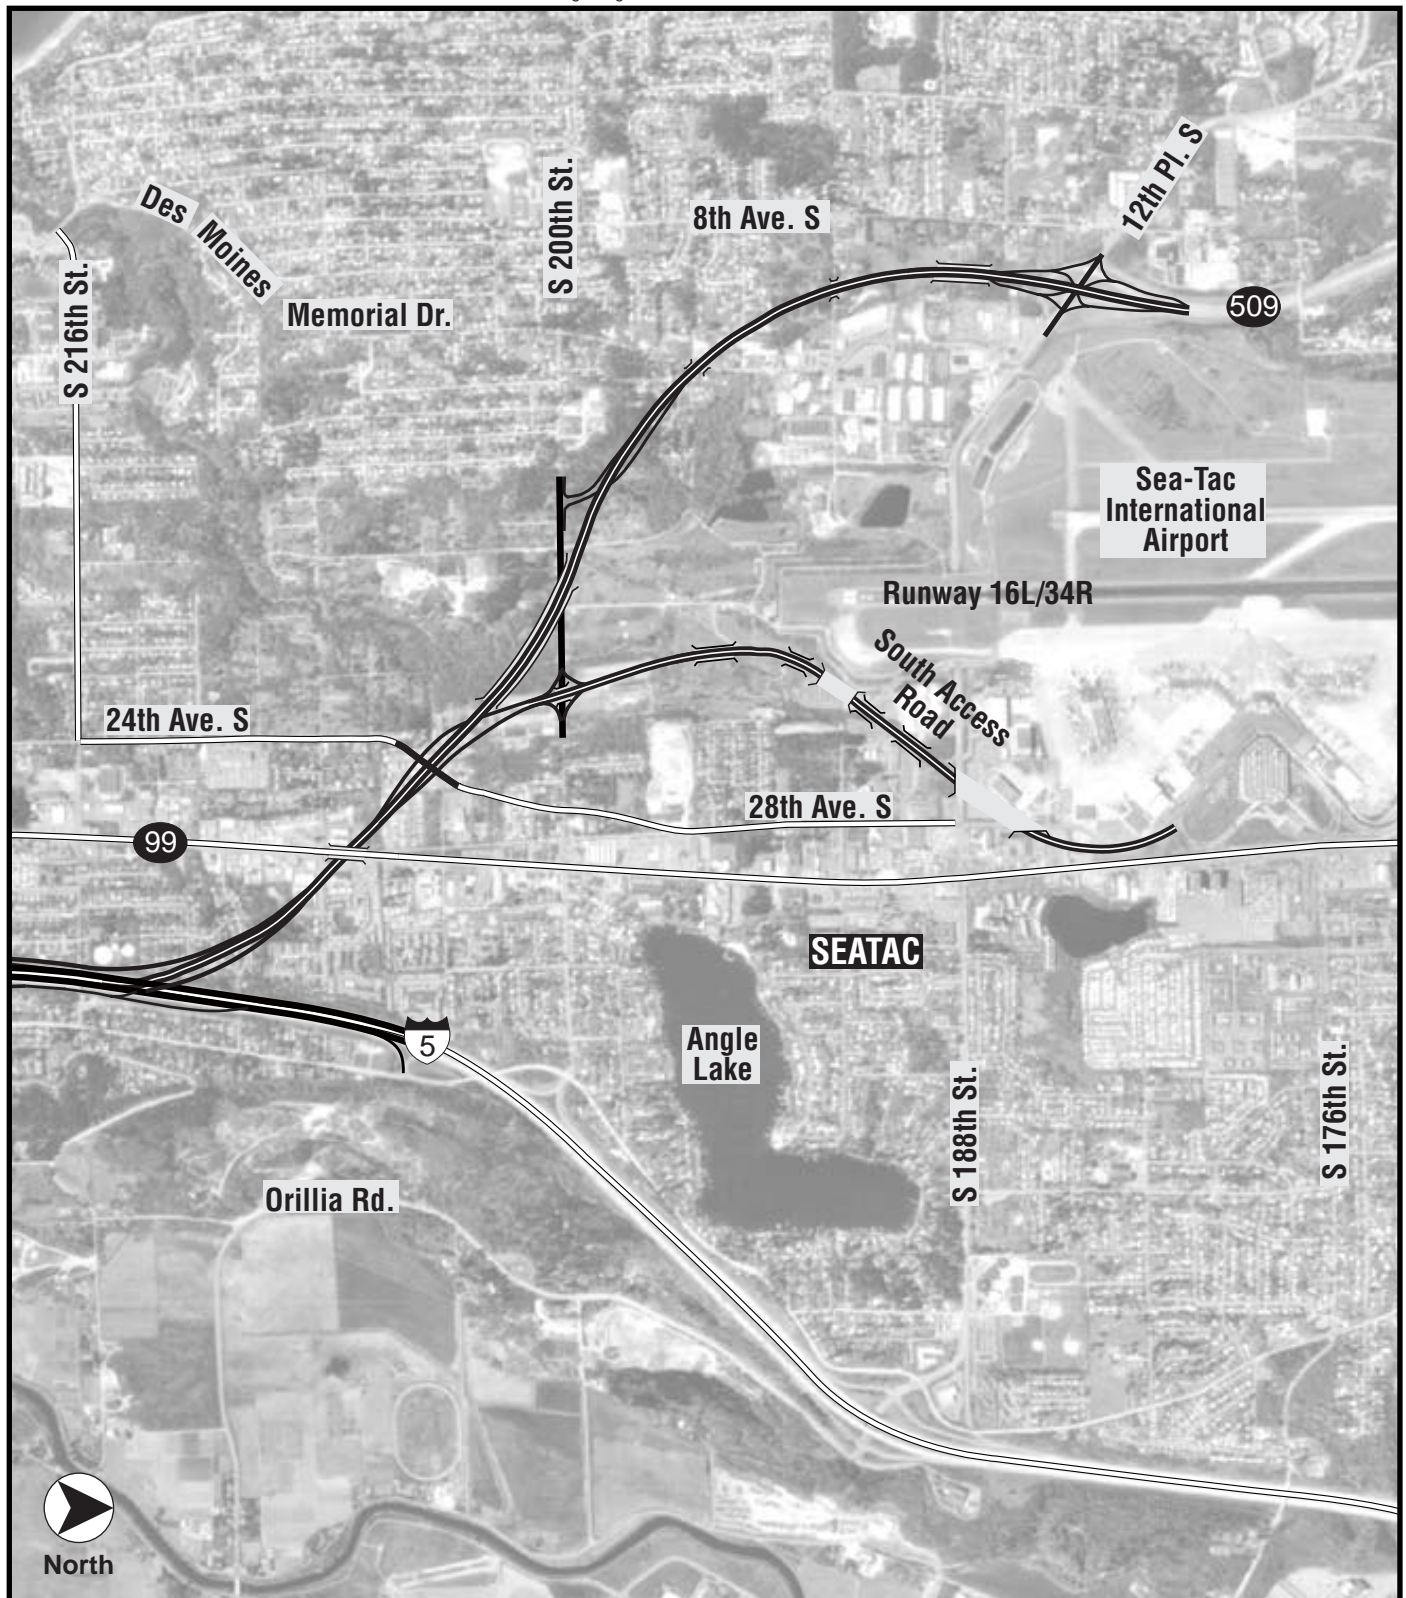 12th Pl. S
S 200th St.
Des Moines
8th Ave. S
S 216th St.
Memorial Dr.
509
Sea-Tac
International
Airport
Runway 16L/34R
South Access
Road
24th Ave. S
28th Ave. S
99
SEATAC
5
Angle
Lake
S 188th St.
S 176th St.
Orillia Rd.
North